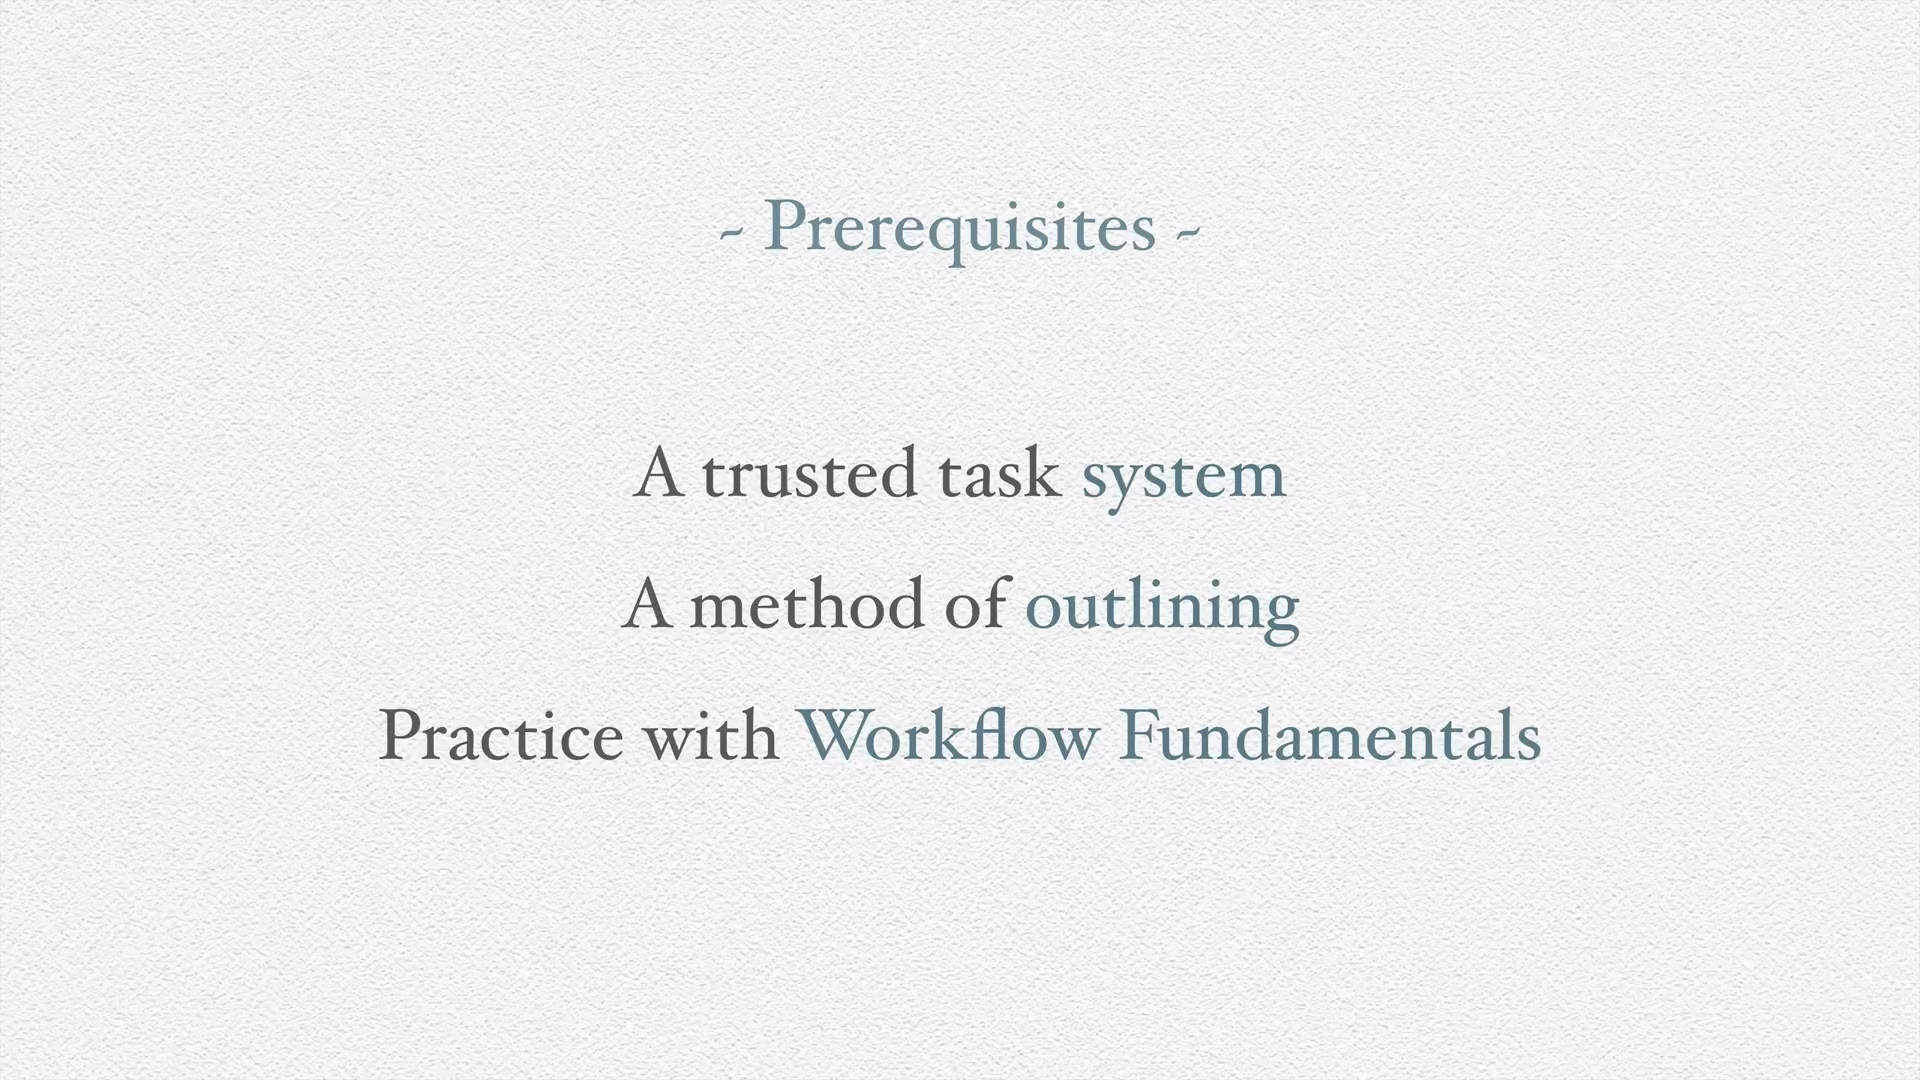 ~ Prerequisites ~
A trusted task system
A method of outlining
Practice with Workflow Fundamentals